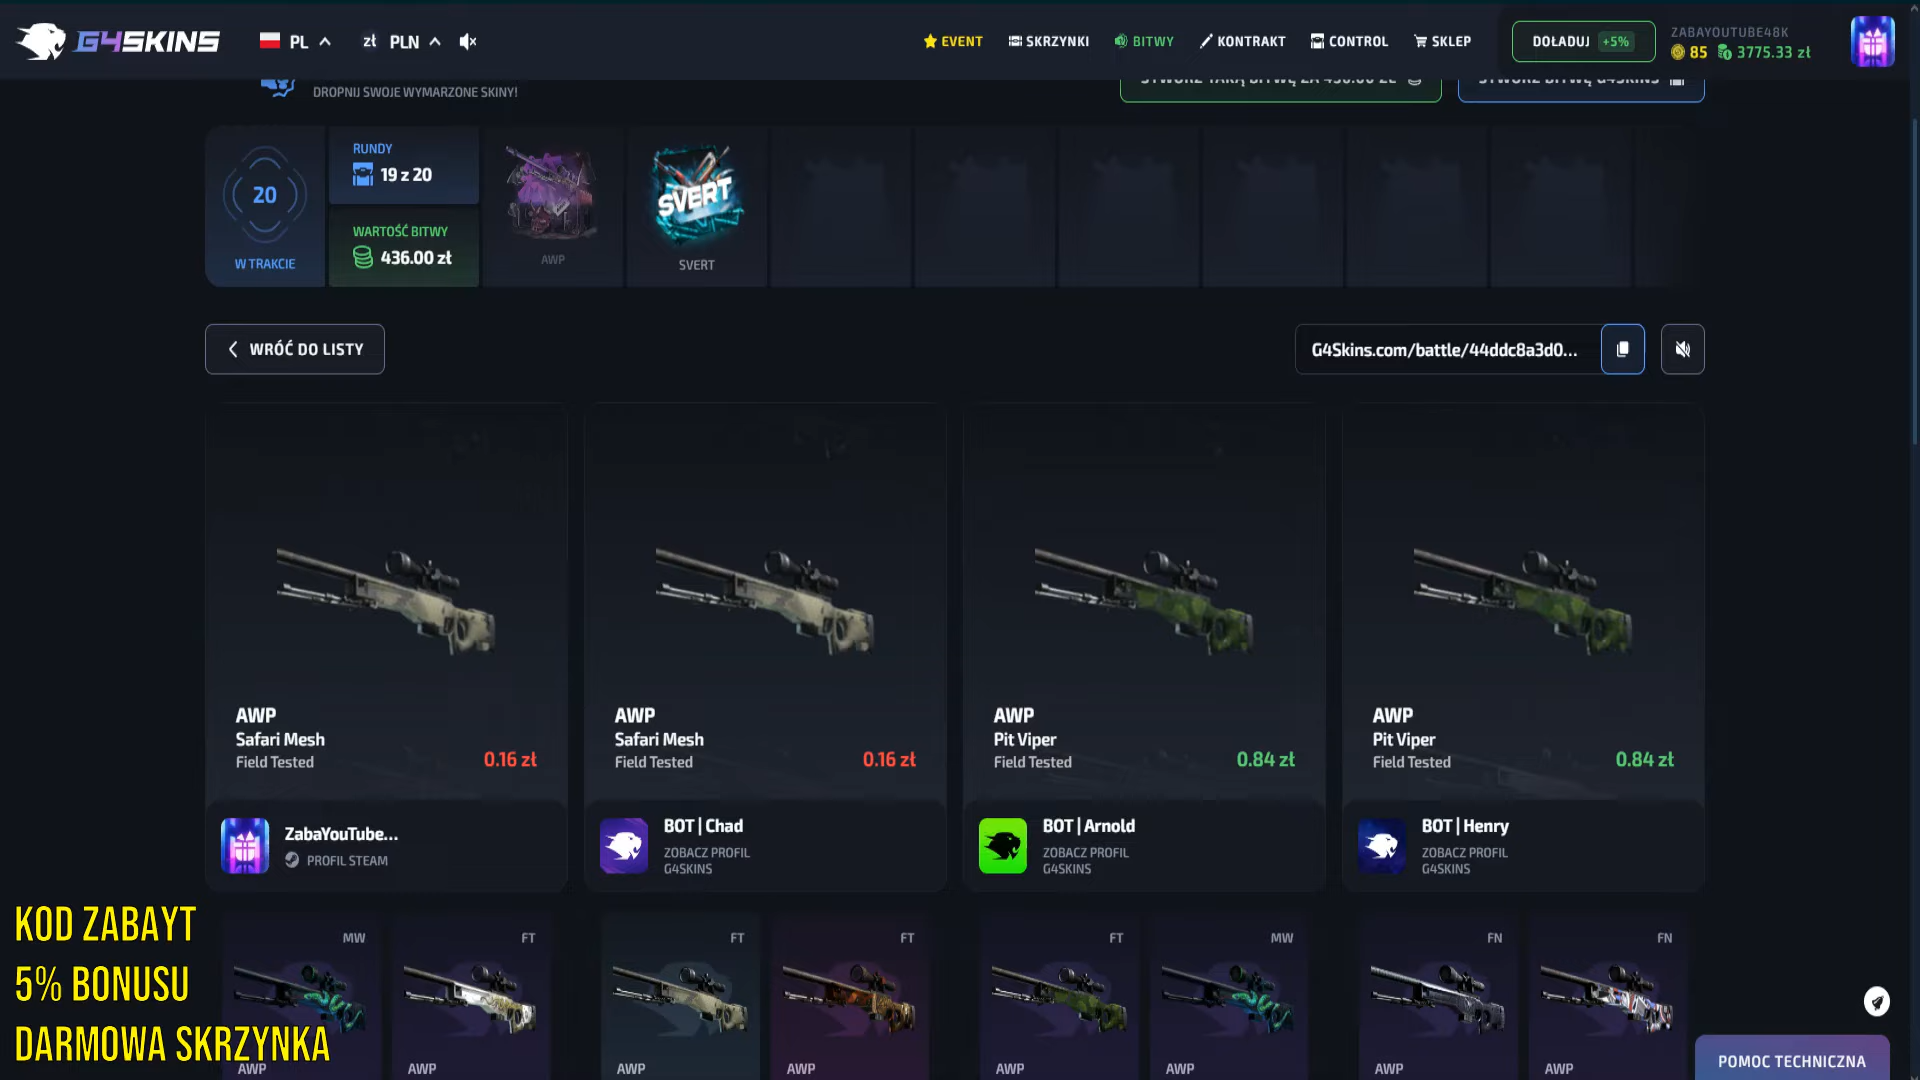 G4SKINS
PL
zł PLN
EVENT
SKRZYNKI
BITWY
KONTRAKT
CONTROL
SKLEP
DOŁADUJ +5%
ZABAYOUTUBE48K
85 3775.33 zł
DROPNIJ SWOJE WYMARZONE SKINY!
20
W TRAKCIE
RUNDY
19 z 20
WARTOŚĆ BITWY
436.00 zł
AWP
SVERT
SVERT
WRÓĆ DO LISTY
G4Skins.com/battle/44ddc8a3d0...
AWP
Safari Mesh
Field Tested
0.16 zł
ZabaYouTube...
PROFIL STEAM
AWP
Safari Mesh
Field Tested
0.16 zł
BOT | Chad
ZOBACZ PROFIL
G4SKINS
AWP
Pit Viper
Field Tested
0.84 zł
BOT | Arnold
ZOBACZ PROFIL
G4SKINS
AWP
Pit Viper
Field Tested
0.84 zł
BOT | Henry
ZOBACZ PROFIL
G4SKINS
KOD ZABAYT
5% BONUSU
DARMOWA SKRZYNKA
MW
AWP
FT
AWP
FT
AWP
FT
AWP
FT
AWP
MW
AWP
FN
AWP
FN
AWP
POMOC TECHNICZNA